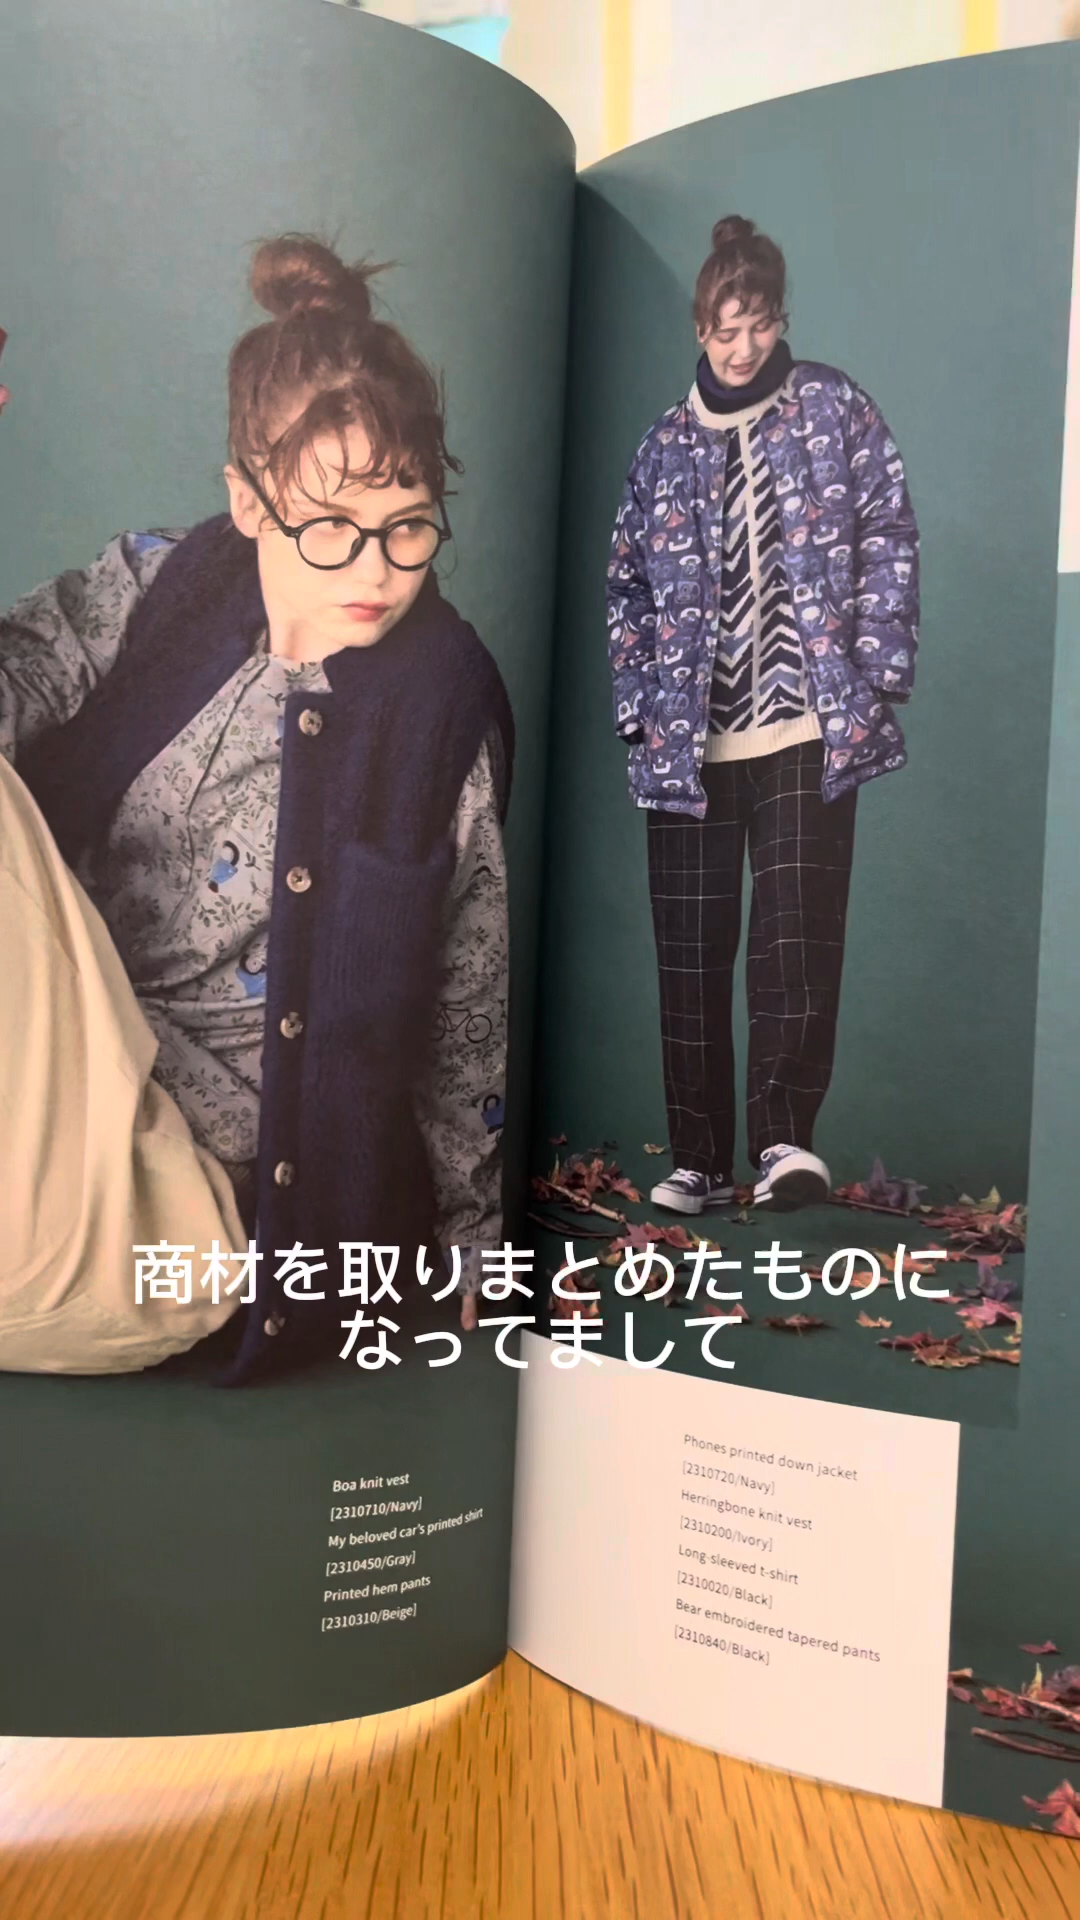 商材を取りまとめたものに
なってまして
Boa knit vest
[2310710/Navy]
My beloved car's printed shirt
[2310450/Gray]
Printed hem pants
[2310310/Beige]
Phones printed down jacket
[2310720/Navy]
Herringbone knit vest
[2310200/Ivory]
Long-sleeved t-shirt
[2310020/Black]
Bear embroidered tapered pants
[2310840/Black]